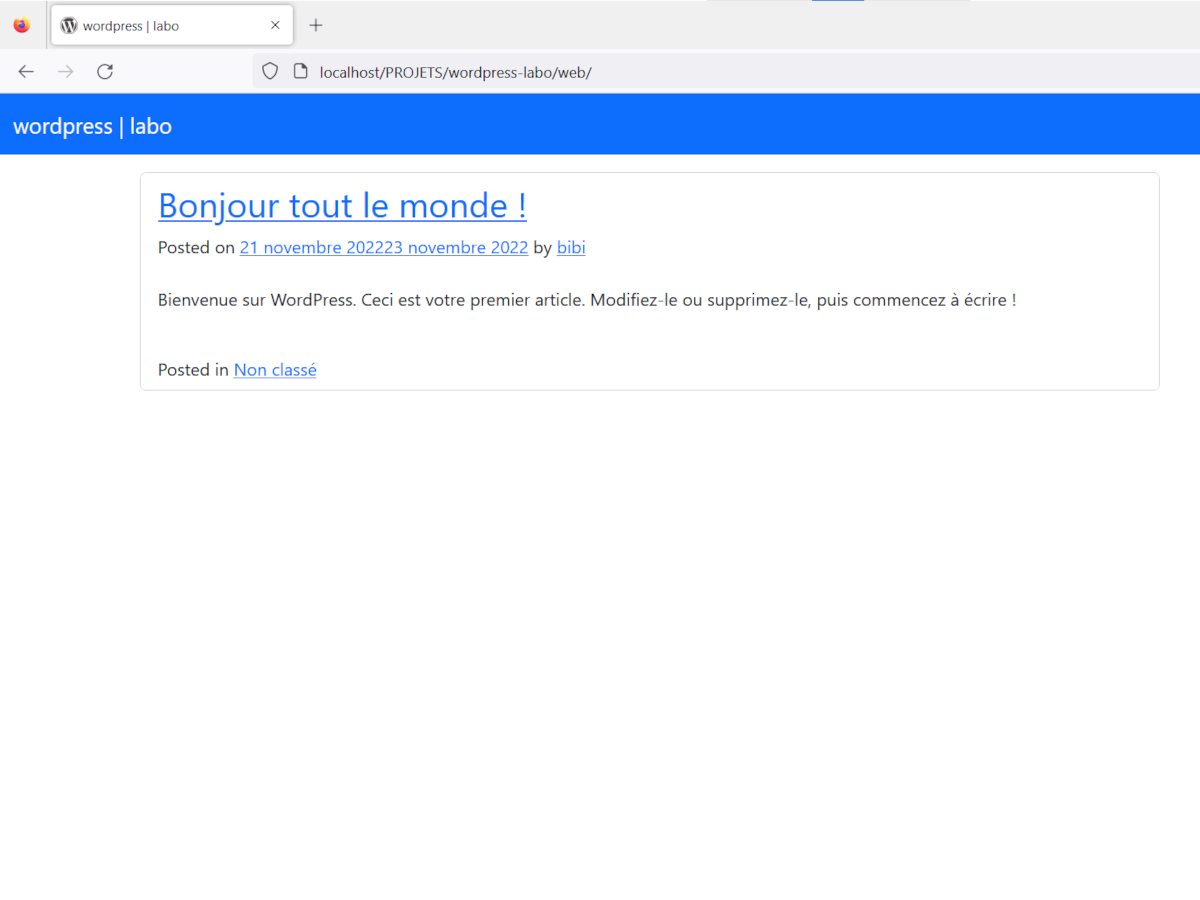 wordpress | labo
localhost/PROJETS/wordpress-labo/web/
wordpress | labo
Bonjour tout le monde !
Posted on 21 novembre 202223 novembre 2022 by bibi
Bienvenue sur WordPress. Ceci est votre premier article. Modifiez-le ou supprimez-le, puis commencez à écrire !
Posted in Non classé